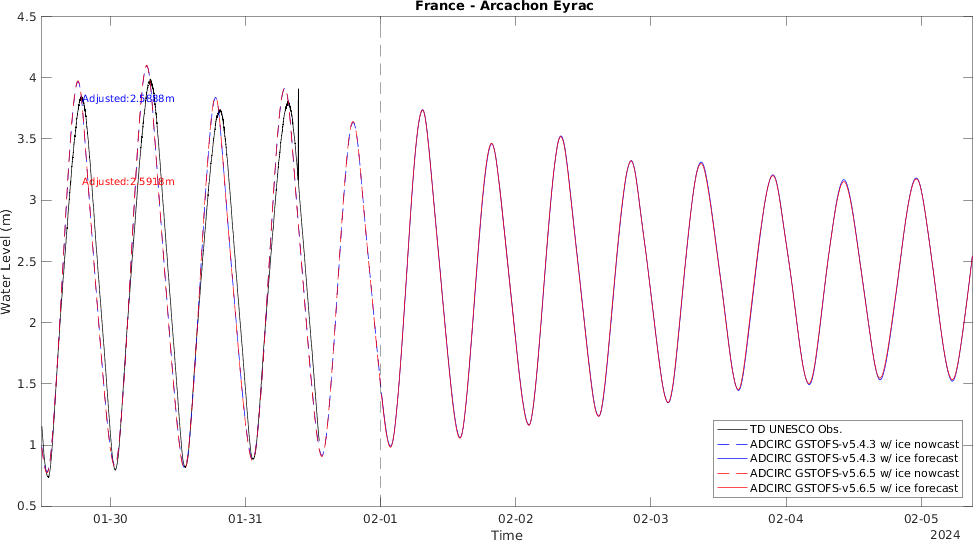 France - Arcachon Eyrac
4.5
4
3.5
3
2.5
2
1.5
1
0.5
Water Level (m)
Adjusted:2.5838m
Adjusted:2.5918m
TD UNESCO Obs.
ADCIRC GSTOFS-v5.4.3 w/ ice nowcast
ADCIRC GSTOFS-v5.4.3 w/ ice forecast
ADCIRC GSTOFS-v5.6.5 w/ ice nowcast
ADCIRC GSTOFS-v5.6.5 w/ ice forecast
01-30
01-31
02-01
02-02
02-03
02-04
02-05
Time
2024